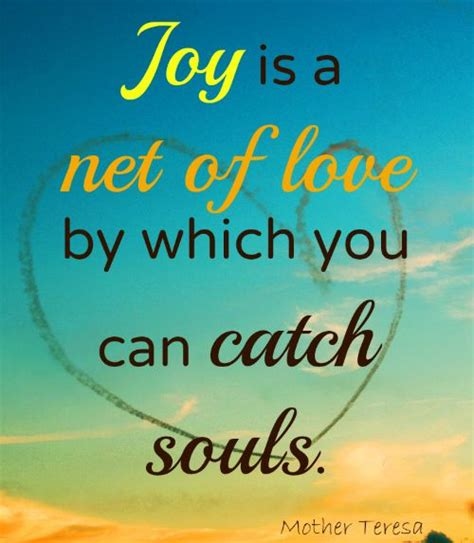 Joy is a
net of love
by which you
can catch
souls.
Mother Teresa